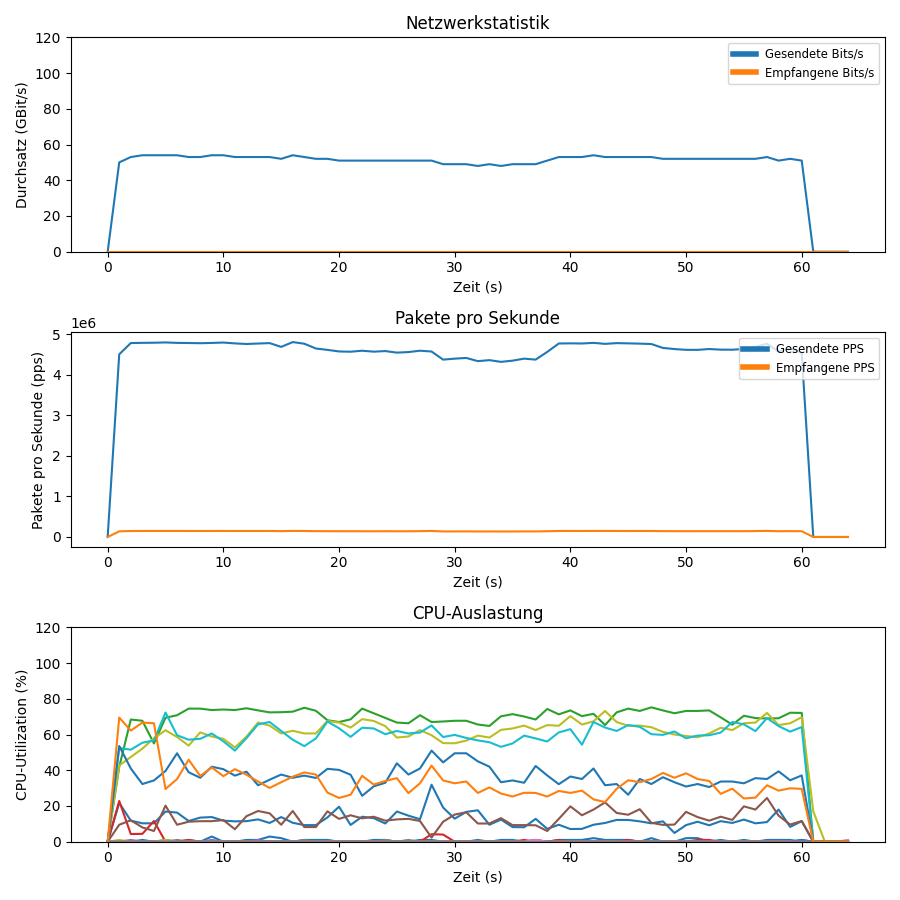 Netzwerkstatistik
120
100
80
60
40
20
0
Durchsatz (GBit/s)
Gesendete Bits/s
Empfangene Bits/s
0 10 20 30 40 50 60
Zeit (s)
Pakete pro Sekunde
1e6
5
4
3
2
1
0
Pakete pro Sekunde (pps)
Gesendete PPS
Empfangene PPS
0 10 20 30 40 50 60
Zeit (s)
CPU-Auslastung
120
100
80
60
40
20
0
CPU-Utilization (%)
0 10 20 30 40 50 60
Zeit (s)